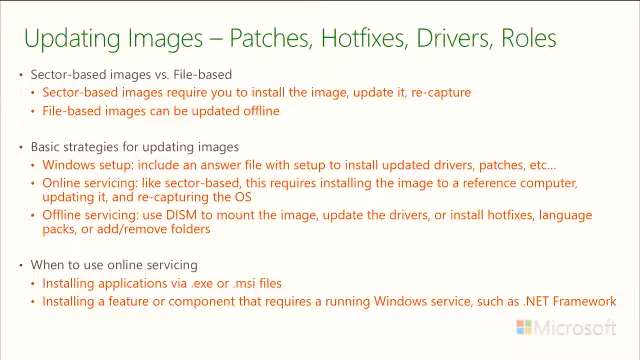 Updating Images – Patches, Hotfixes, Drivers, Roles
• Sector-based images vs. File-based
• Sector-based images require you to install the image, update it, re-capture
• File-based images can be updated offline
• Basic strategies for updating images
• Windows setup: include an answer file with setup to install updated drivers, patches, etc...
• Online servicing: like sector-based, this requires installing the image to a reference computer,
updating it, and re-capturing the OS
• Offline servicing: use DISM to mount the image, update the drivers, or install hotfixes, language
packs, or add/remove folders
• When to use online servicing
• Installing applications via .exe or .msi files
• Installing a feature or component that requires a running Windows service, such as .NET Framework
Microsoft